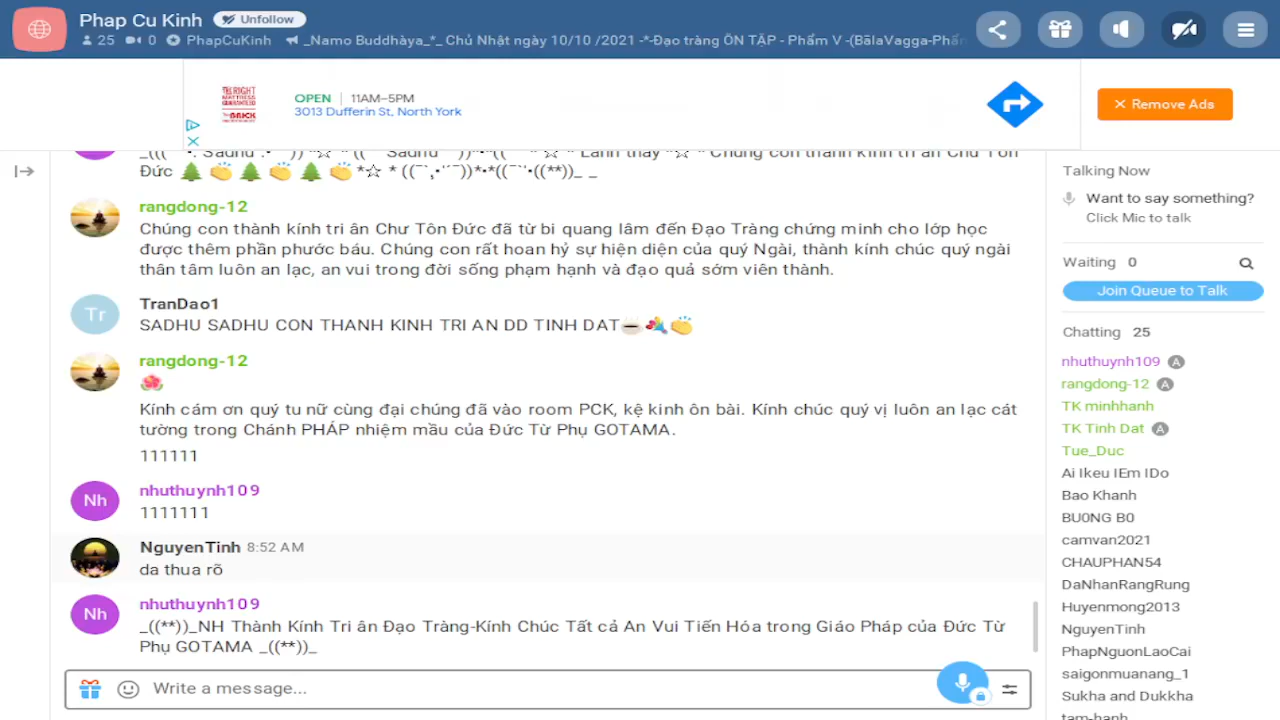 Phap Cu Kinh Unfollow
25 0 PhapCuKinh _Namo Buddhàya_*_ Chủ Nhật ngày 10/10 /2021 -*-Đạo tràng ÔN TẬP - Phẩm V -(BālaVagga-Phẩm
OPEN 11AM–5PM
3013 Dufferin St, North York
THE BRICK
Remove Ads
Đức *☆ * ((¯`¸•´¯))*•*((¯`'•((**))_ _
rangdong-12
Chúng con thành kính tri ân Chư Tôn Đức đã từ bi quang lâm đến Đạo Tràng chứng minh cho lớp học
được thêm phần phước báu. Chúng con rất hoan hỷ sự hiện diện của quý Ngài, thành kính chúc quý ngài
thân tâm luôn an lạc, an vui trong đời sống phạm hạnh và đạo quả sớm viên thành.
Tr
TranDao1
SADHU SADHU CON THANH KINH TRI AN DD TINH DAT
rangdong-12
Kính cám ơn quý tu nữ cùng đại chúng đã vào room PCK, kệ kinh ôn bài. Kính chúc quý vị luôn an lạc cát
tường trong Chánh PHÁP nhiệm mầu của Đức Từ Phụ GOTAMA.
111111
Nh
nhuthuynh109
1111111
NguyenTinh 8:52 AM
da thua rõ
Nh
nhuthuynh109
_((**))_NH Thành Kính Tri ân Đạo Tràng-Kính Chúc Tất cả An Vui Tiến Hóa trong Giáo Pháp của Đức Từ
Phụ GOTAMA _((**))_
Write a message...
Talking Now
Want to say something?
Click Mic to talk
Waiting 0
Join Queue to Talk
Chatting 25
nhuthuynh109 A
rangdong-12 A
TK minhhanh
TK Tinh Dat A
Tue_Duc
Ai Ikeu IEm IDo
Bao Khanh
BU0NG B0
camvan2021
CHAUPHAN54
DaNhanRangRung
Huyenmong2013
NguyenTinh
PhapNguonLaoCai
saigonmuanang_1
Sukha and Dukkha
tam-hanh